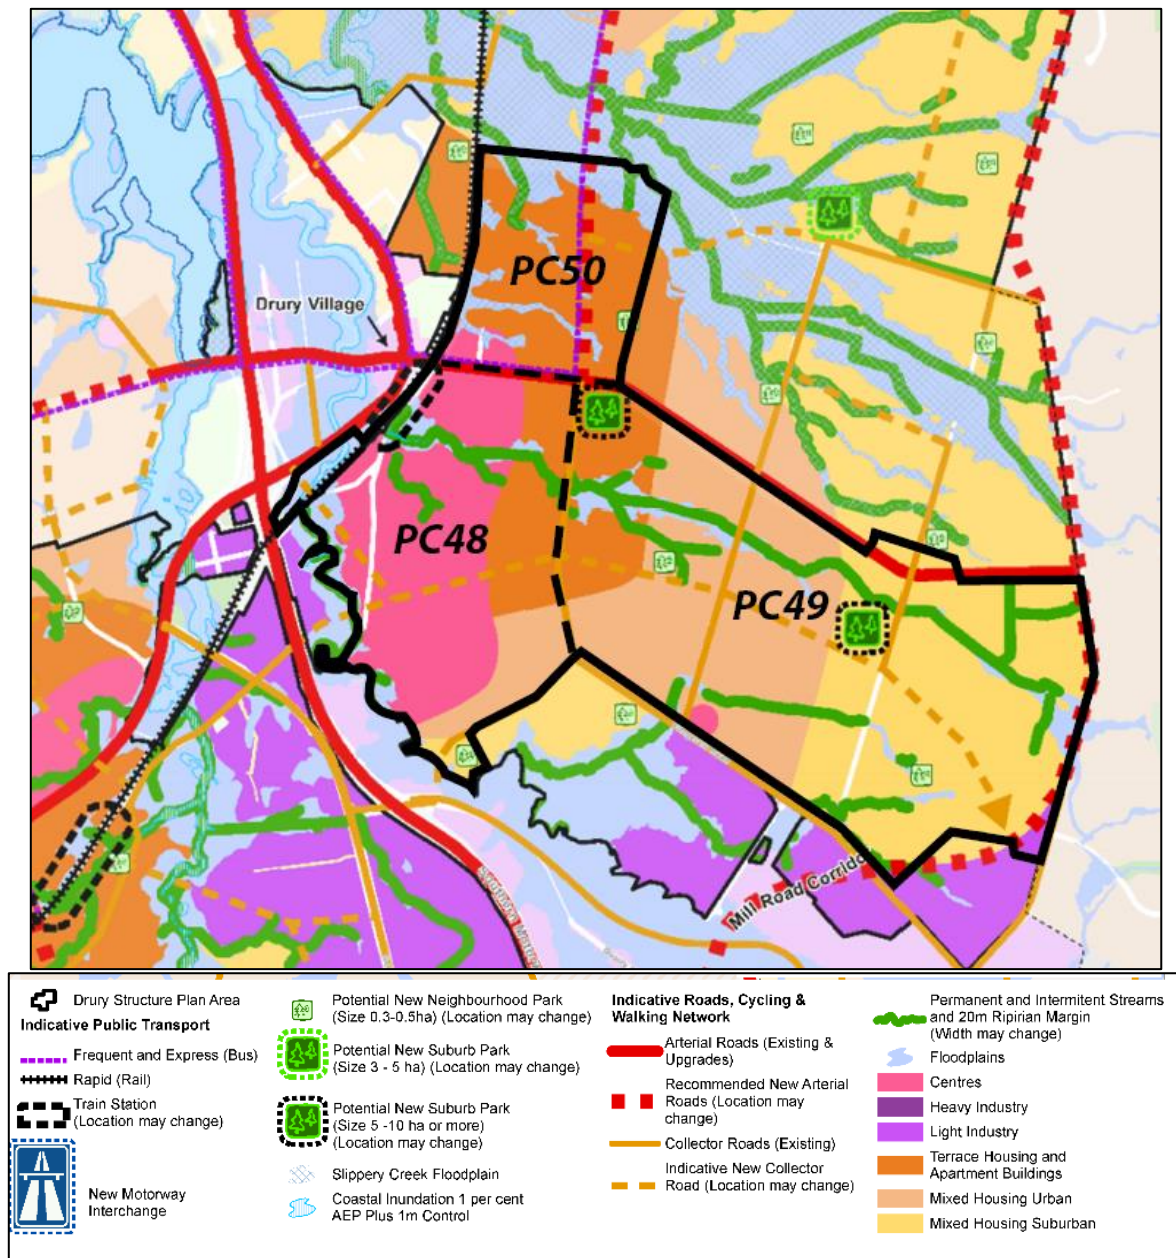 PC50
Drury Village
PC48
PC49
Mill Road Corrido
Drury Structure Plan Area
Indicative Public Transport
Frequent and Express (Bus)
Rapid (Rail)
Train Station
(Location may change)
New Motorway
Interchange
Potential New Neighbourhood Park
(Size 0.3-0.5ha) (Location may change)
Potential New Suburb Park
(Size 3 - 5 ha) (Location may change)
Potential New Suburb Park
(Size 5 -10 ha or more)
(Location may change)
Slippery Creek Floodplain
Coastal Inundation 1 per cent
AEP Plus 1m Control
Indicative Roads, Cycling &
Walking Network
Arterial Roads (Existing &
Upgrades)
Recommended New Arterial
Roads (Location may
change)
Collector Roads (Existing)
Indicative New Collector
Road (Location may change)
Permanent and Intermitent Streams
and 20m Ripirian Margin
(Width may change)
Floodplains
Centres
Heavy Industry
Light Industry
Terrace Housing and
Apartment Buildings
Mixed Housing Urban
Mixed Housing Suburban